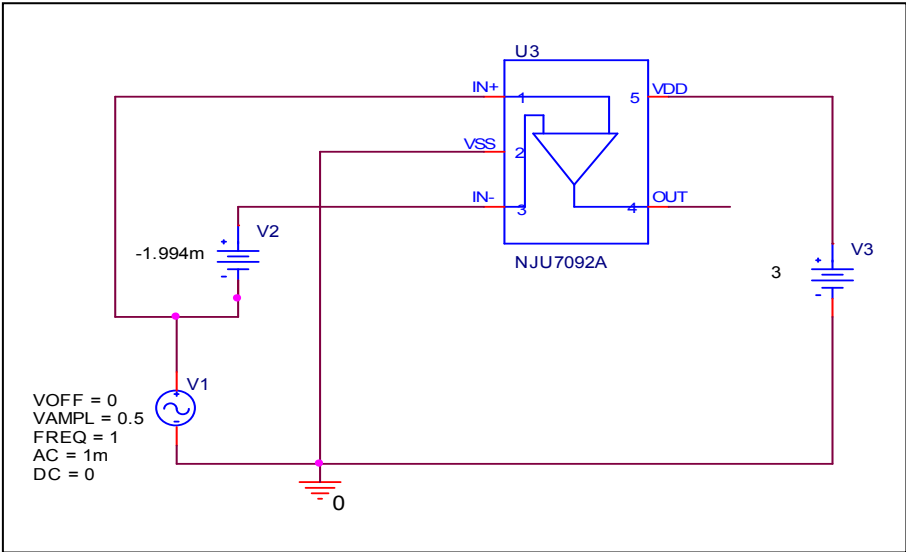 U3
IN+
1
5
VDD
VSS
2
IN-
3
4
OUT
NJU7092A
+
V2
-1.994m
-
+
V3
3
-
+
V1
-
VOFF = 0
VAMPL = 0.5
FREQ = 1
AC = 1m
DC = 0
0